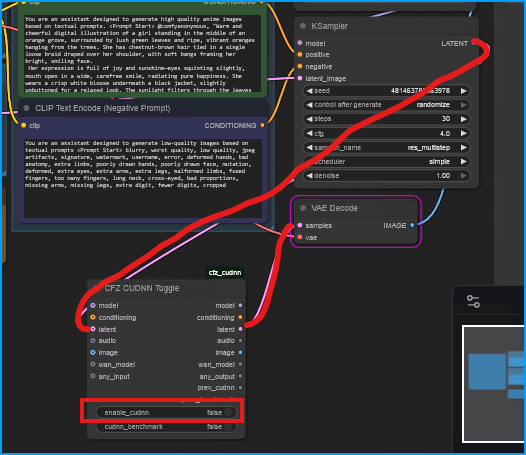 clip
CONDITIONING
You are an assistant designed to generate high quality anime images
based on textual prompts. <Prompt Start> @confyanonymous, "Warm and
cheerful digital illustration of a girl standing in the middle of an
orange grove, surrounded by lush green leaves and ripe, vibrant oranges
hanging from the trees. She has chestnut-brown hair tied in a single
loose braid draped over her shoulder, with soft bangs framing her
bright, smiling face.
Her expression is full of joy and sunshine—eyes squinting slightly,
mouth open in a wide, carefree smile, radiating pure happiness. She
wears a crisp white blouse underneath a black jacket, slightly
unbuttoned for a relaxed look. The sunlight filters through the leaves
CLIP Text Encode (Negative Prompt)
clip
CONDITIONING
You are an assistant designed to generate low-quality images based on
textual prompts <Prompt Start> blurry, worst quality, low quality, jpeg
artifacts, signature, watermark, username, error, deformed hands, bad
anatomy, extra limbs, poorly drawn hands, poorly drawn face, mutation,
deformed, extra eyes, extra arms, extra legs, malformed limbs, fused
fingers, too many fingers, long neck, cross-eyed, bad proportions,
missing arms, missing legs, extra digit, fewer digits, cropped
KSampler
model
LATENT
positive
negative
latent_image
seed
control after generate randomize
steps 30
cfg 4.0
sampler_name res_multistep
scheduler simple
denoise 1.00
VAE Decode
samples IMAGE
vae
cfz_cudnn
CFZ CUDNN Toggle
model model
conditioning conditioning
latent latent
audio audio
image image
wan_model wan_model
any_input any_output
prev_cudnn
enable_cudnn false
cudnn_benchmark false